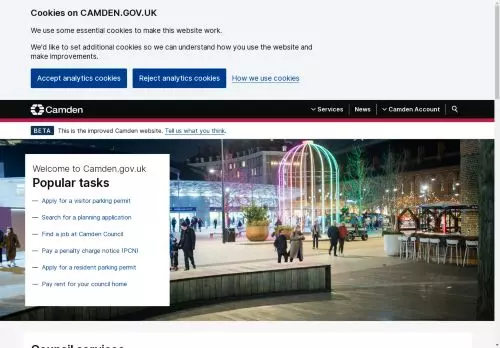 Cookies on CAMDEN.GOV.UK
We use some essential cookies to make this website work.
We'd like to set additional cookies so we can understand how you use the website and
make improvements.
Accept analytics cookies Reject analytics cookies How we use cookies
Camden Services News Camden Account
BETA This is the improved Camden website. Tell us what you think.
Welcome to Camden.gov.uk
Popular tasks
— Apply for a visitor parking permit
— Search for a planning application
— Find a job at Camden Council
— Pay a penalty charge notice (PCN)
— Apply for a resident parking permit
— Pay rent for your council home
Council services